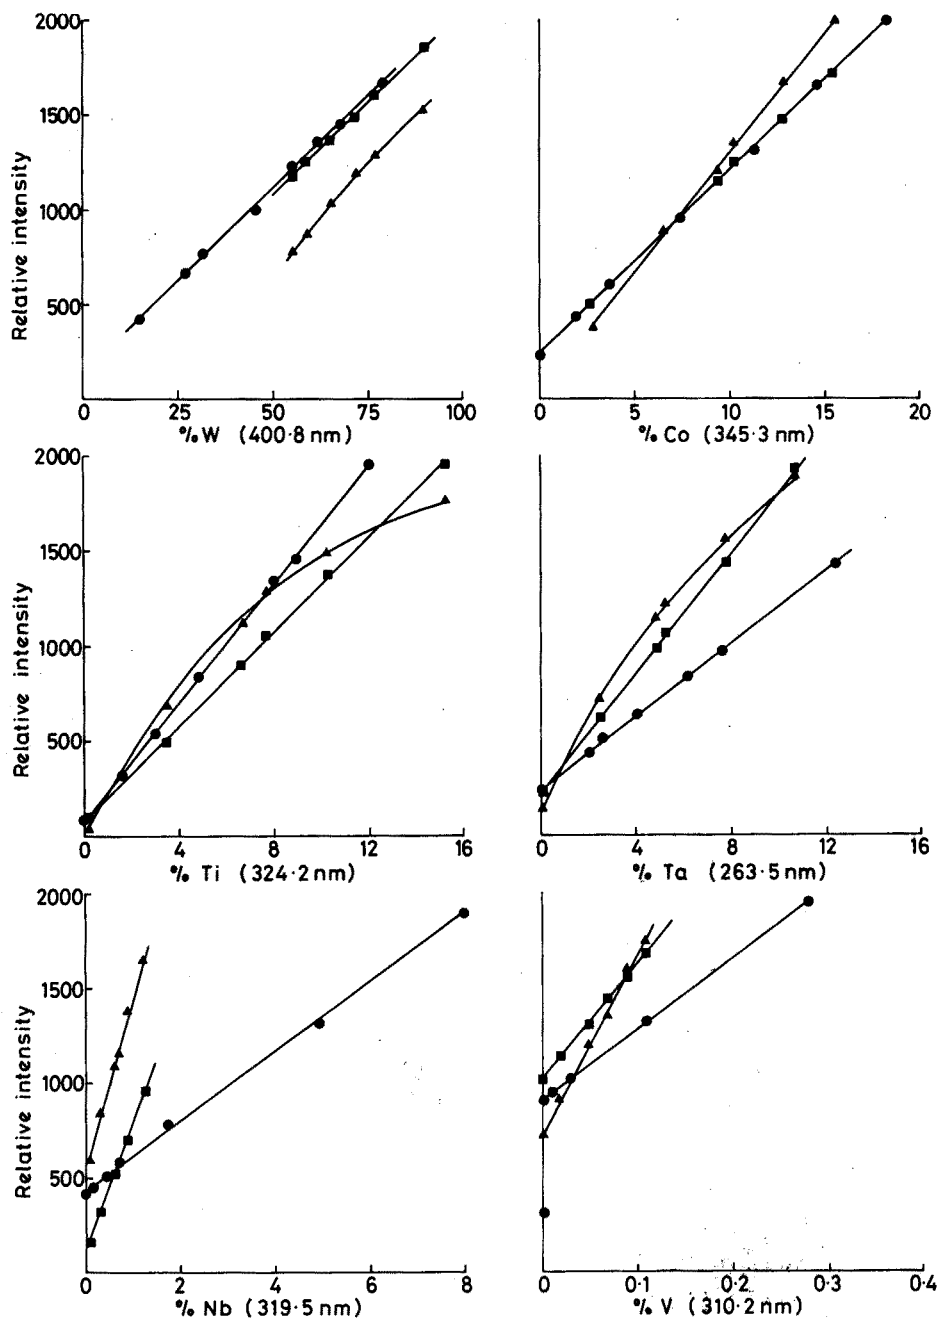 2000
1500
1000
500
Relative intensity
0 25 50 75 100
% W (400·8 nm)
0 5 10 15 20
% Co (345·3 nm)
2000
1500
1000
500
Relative intensity
0 4 8 12 16
% Ti (324·2 nm)
0 4 8 12 16
% Ta (263·5 nm)
2000
1500
1000
500
Relative intensity
0 2 4 6 8
% Nb (319·5 nm)
0 0·1 0·2 0·3 0·4
% V (310·2 nm)